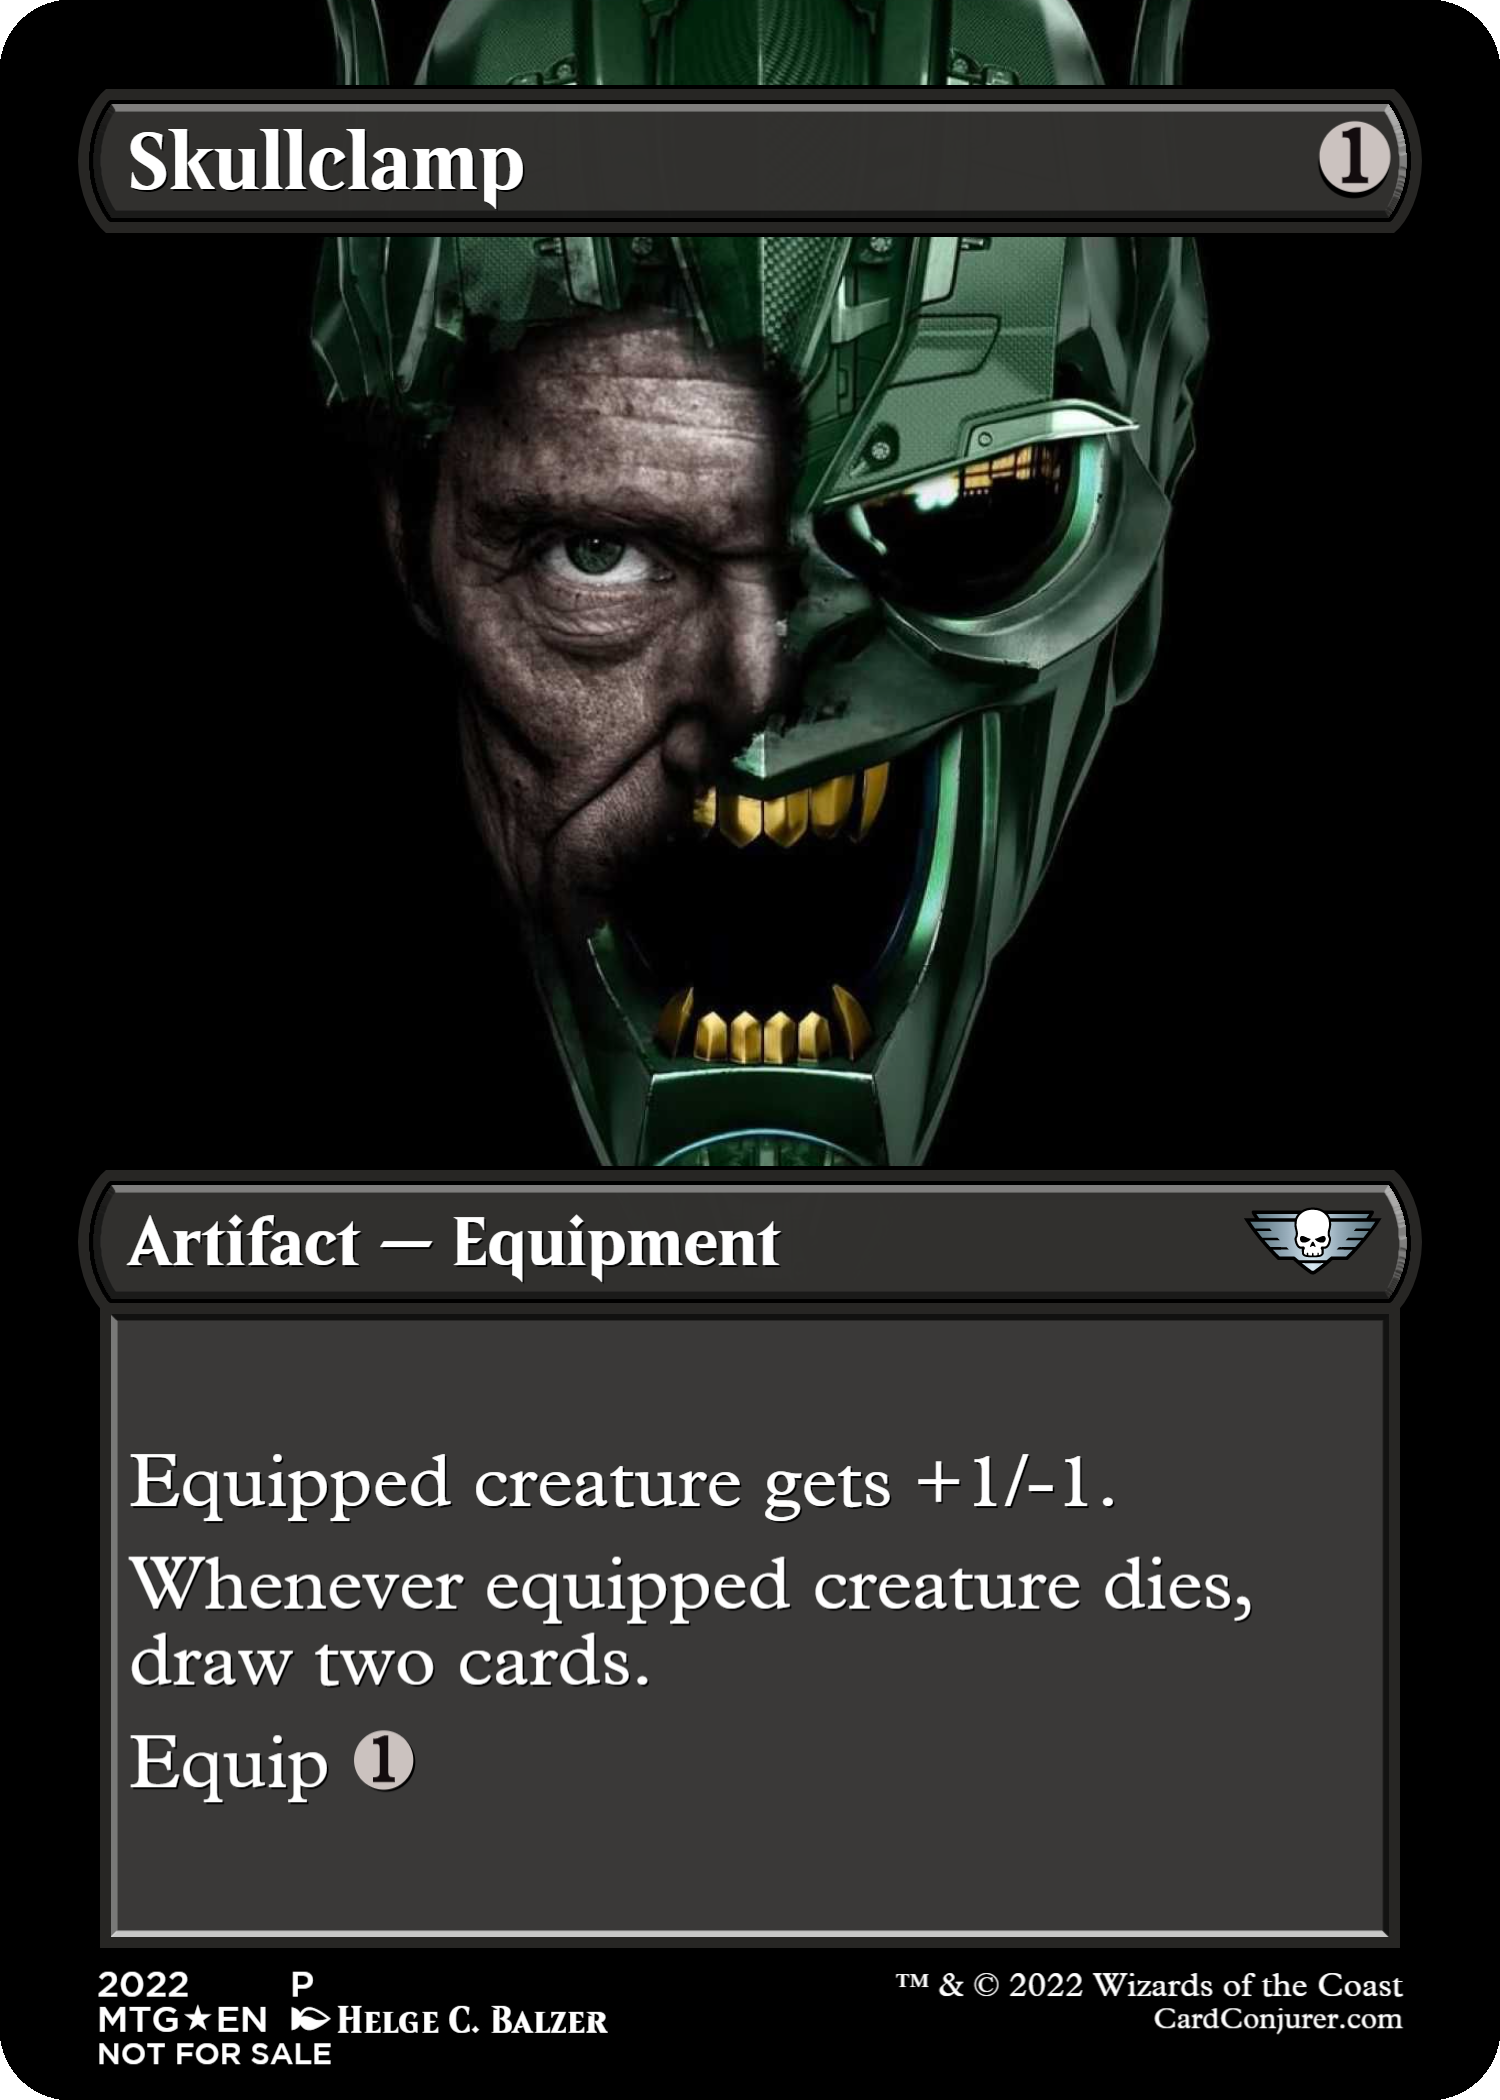 Skullclamp 1
Artifact — Equipment
Equipped creature gets +1/-1.
Whenever equipped creature dies,
draw two cards.
Equip 1
2022 P
MTG★EN Helge C. Balzer
NOT FOR SALE
™ & © 2022 Wizards of the Coast
CardConjurer.com